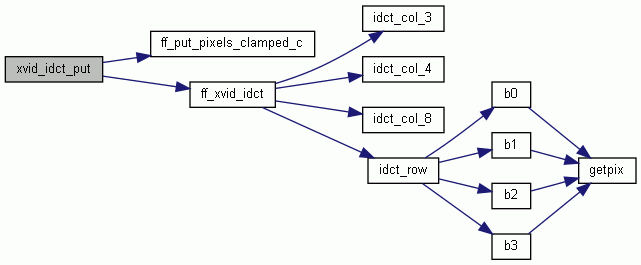 xvid_idct_put
ff_put_pixels_clamped_c
ff_xvid_idct
idct_col_3
idct_col_4
idct_col_8
idct_row
b0
b1
b2
b3
getpix